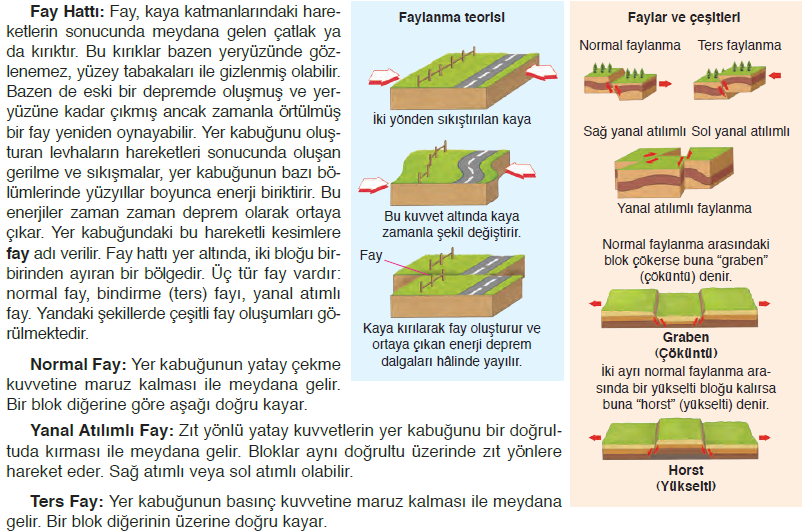 Fay Hattı: Fay, kaya katmanlarındaki hare-
ketlerin sonucunda meydana gelen çatlak ya
da kırıktır. Bu kırıklar bazen yeryüzünde göz-
lenemez, yüzey tabakaları ile gizlenmiş olabilir.
Bazen de eski bir depremde oluşmuş ve yer-
yüzüne kadar çıkmış ancak zamanla örtülmüş
bir fay yeniden oynayabilir. Yer kabuğunu oluş-
turan levhaların hareketleri sonucunda oluşan
gerilme ve sıkışmalar, yer kabuğunun bazı bö-
lümlerinde yüzyıllar boyunca enerji biriktirir. Bu
enerjiler zaman zaman deprem olarak ortaya
çıkar. Yer kabuğundaki bu hareketli kesimlere
fay adı verilir. Fay hattı yer altında, iki bloğu bir-
birinden ayıran bir bölgedir. Üç tür fay vardır:
normal fay, bindirme (ters) fayı, yanal atımlı
fay. Yandaki şekillerde çeşitli fay oluşumları gö-
rülmektedir.
Normal Fay: Yer kabuğunun yatay çekme
kuvvetine maruz kalması ile meydana gelir.
Bir blok diğerine göre aşağı doğru kayar.
Yanal Atılımlı Fay: Zıt yönlü yatay kuvvetlerin yer kabuğunu bir doğrul-
tuda kırması ile meydana gelir. Bloklar aynı doğrultu üzerinde zıt yönlere
hareket eder. Sağ atımlı veya sol atımlı olabilir.
Ters Fay: Yer kabuğunun basınç kuvvetine maruz kalması ile meydana
gelir. Bir blok diğerinin üzerine doğru kayar.
Faylanma teorisi
İki yönden sıkıştırılan kaya
Bu kuvvet altında kaya
zamanla şekil değiştirir.
Fay
Kaya kırılarak fay oluşturur ve
ortaya çıkan enerji deprem
dalgaları hâlinde yayılır.
Faylar ve çeşitleri
Normal faylanma Ters faylanma
Sağ yanal atılımlı Sol yanal atılımlı
Yanal atılımlı faylanma
Normal faylanma arasındaki
blok çökerse buna “graben”
(çöküntü) denir.
Graben
(Çöküntü)
İki ayrı normal faylanma ara-
sında bir yükselti bloğu kalırsa
buna “horst” (yükselti) denir.
Horst
(Yükselti)